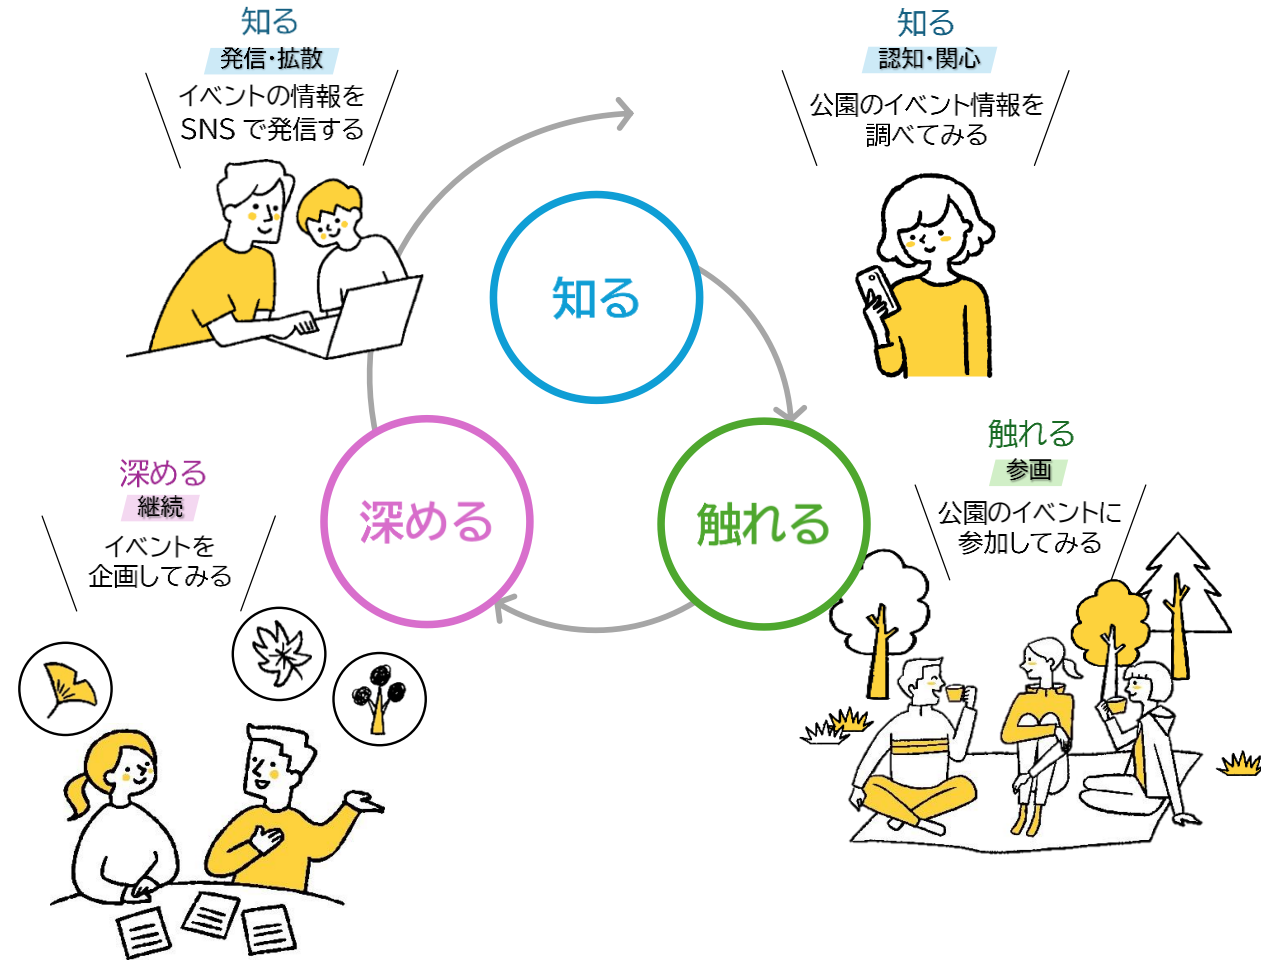 知る
発信・拡散
イベントの情報を
SNSで発信する
知る
認知・関心
公園のイベント情報を
調べてみる
知る
深める
触れる
触れる
参画
公園のイベントに
参加してみる
深める
継続
イベントを
企画してみる